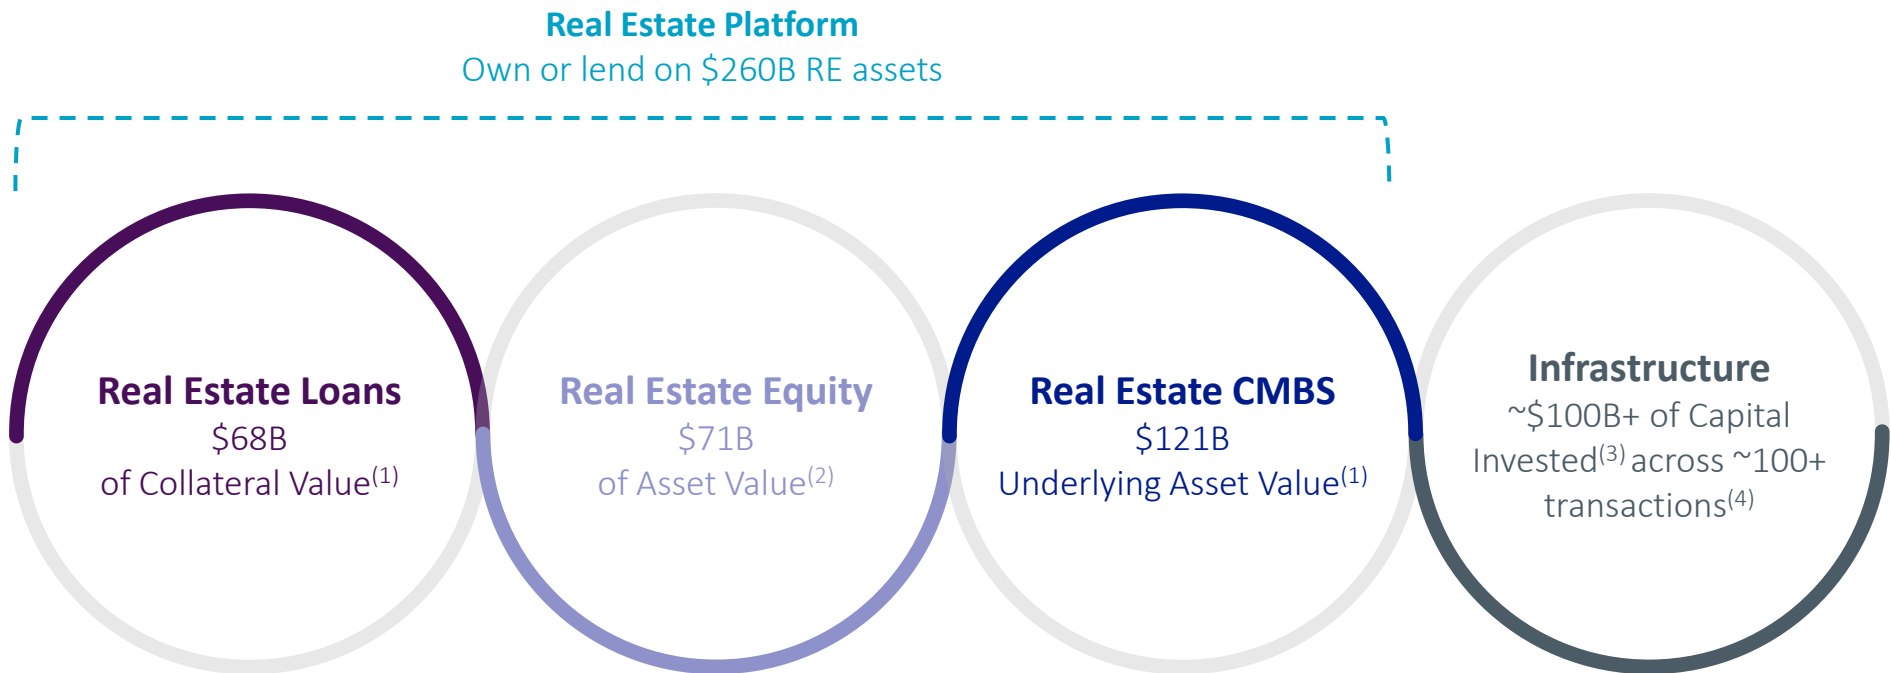 Real Estate Platform
Own or lend on $260B RE assets
Real Estate Loans
$68B
of Collateral Value(1)
Real Estate Equity
$71B
of Asset Value(2)
Real Estate CMBS
$121B
Underlying Asset Value(1)
Infrastructure
~$100B+ of Capital
Invested(3) across ~100+
transactions(4)